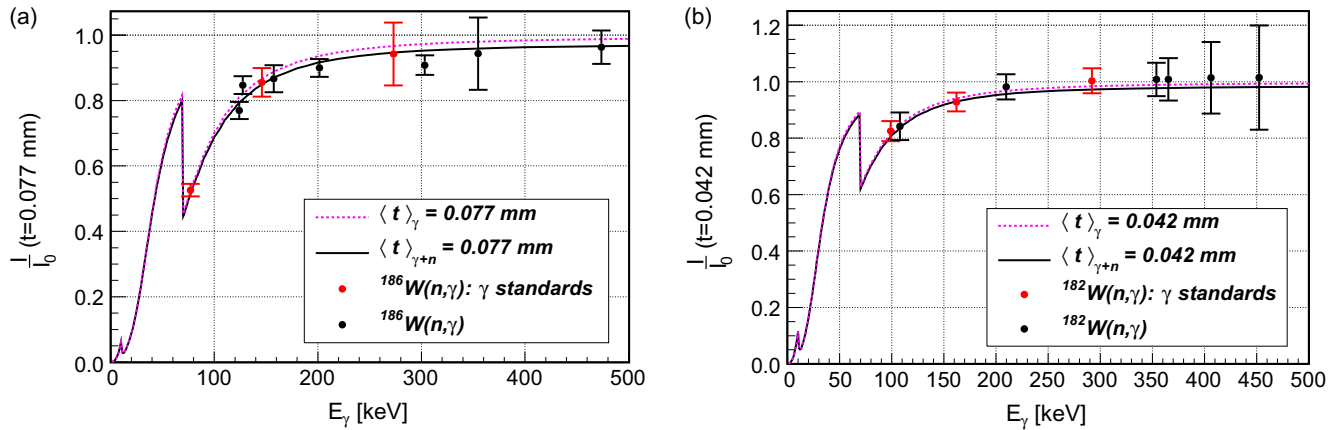 (a)
I/I₀ (t=0.077 mm)
1.0
0.8
0.6
0.4
0.2
0.0
⟨ t ⟩γ = 0.077 mm
⟨ t ⟩γ+n = 0.077 mm
¹⁸⁶W(n,γ): γ standards
¹⁸⁶W(n,γ)
0 100 200 300 400 500
Eγ [keV]
(b)
I/I₀ (t=0.042 mm)
1.2
1.0
0.8
0.6
0.4
0.2
0.0
⟨ t ⟩γ = 0.042 mm
⟨ t ⟩γ+n = 0.042 mm
¹⁸²W(n,γ): γ standards
¹⁸²W(n,γ)
0 50 100 150 200 250 300 350 400 450 500
Eγ [keV]